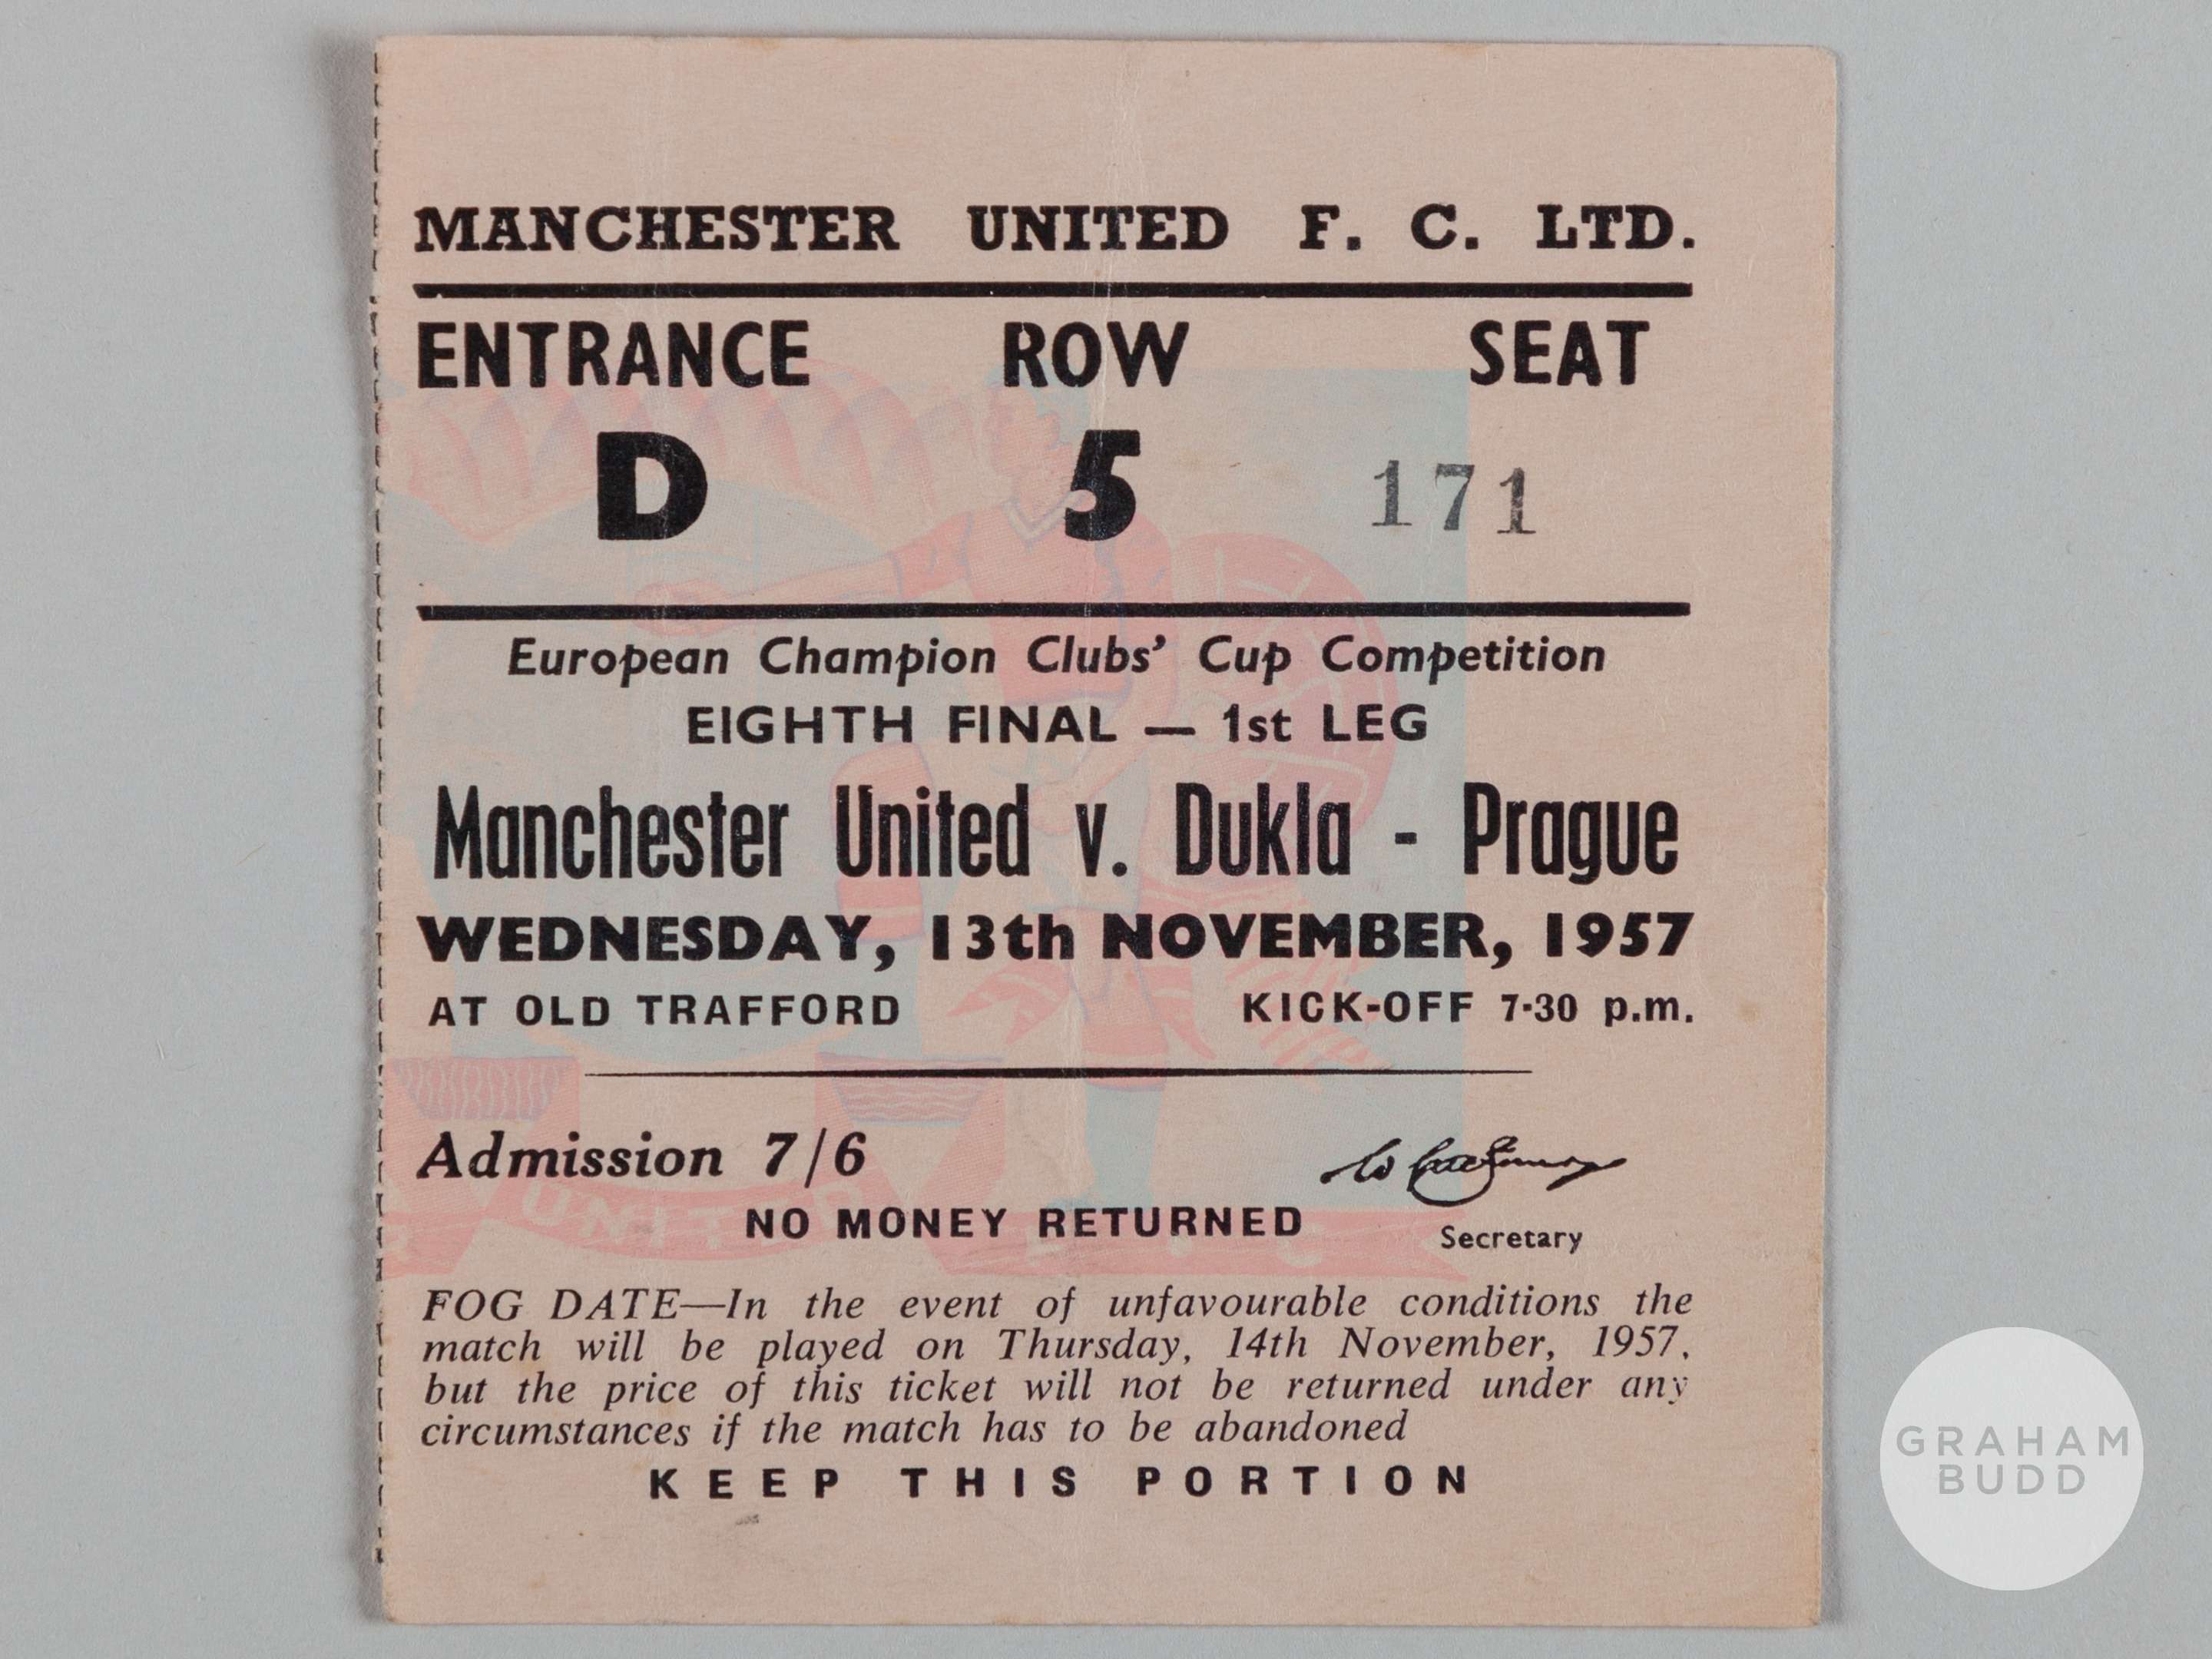 MANCHESTER UNITED F. C. LTD.
ENTRANCE ROW SEAT
D 5 171
European Champion Clubs' Cup Competition
EIGHTH FINAL — 1st LEG
Manchester United v. Dukla - Prague
WEDNESDAY, 13th NOVEMBER, 1957
AT OLD TRAFFORD KICK-OFF 7·30 p.m.
Admission 7/6
NO MONEY RETURNED
Secretary
UNITED
FOG DATE—In the event of unfavourable conditions the
match will be played on Thursday, 14th November, 1957,
but the price of this ticket will not be returned under any
circumstances if the match has to be abandoned
KEEP THIS PORTION
GRAHAM
BUDD